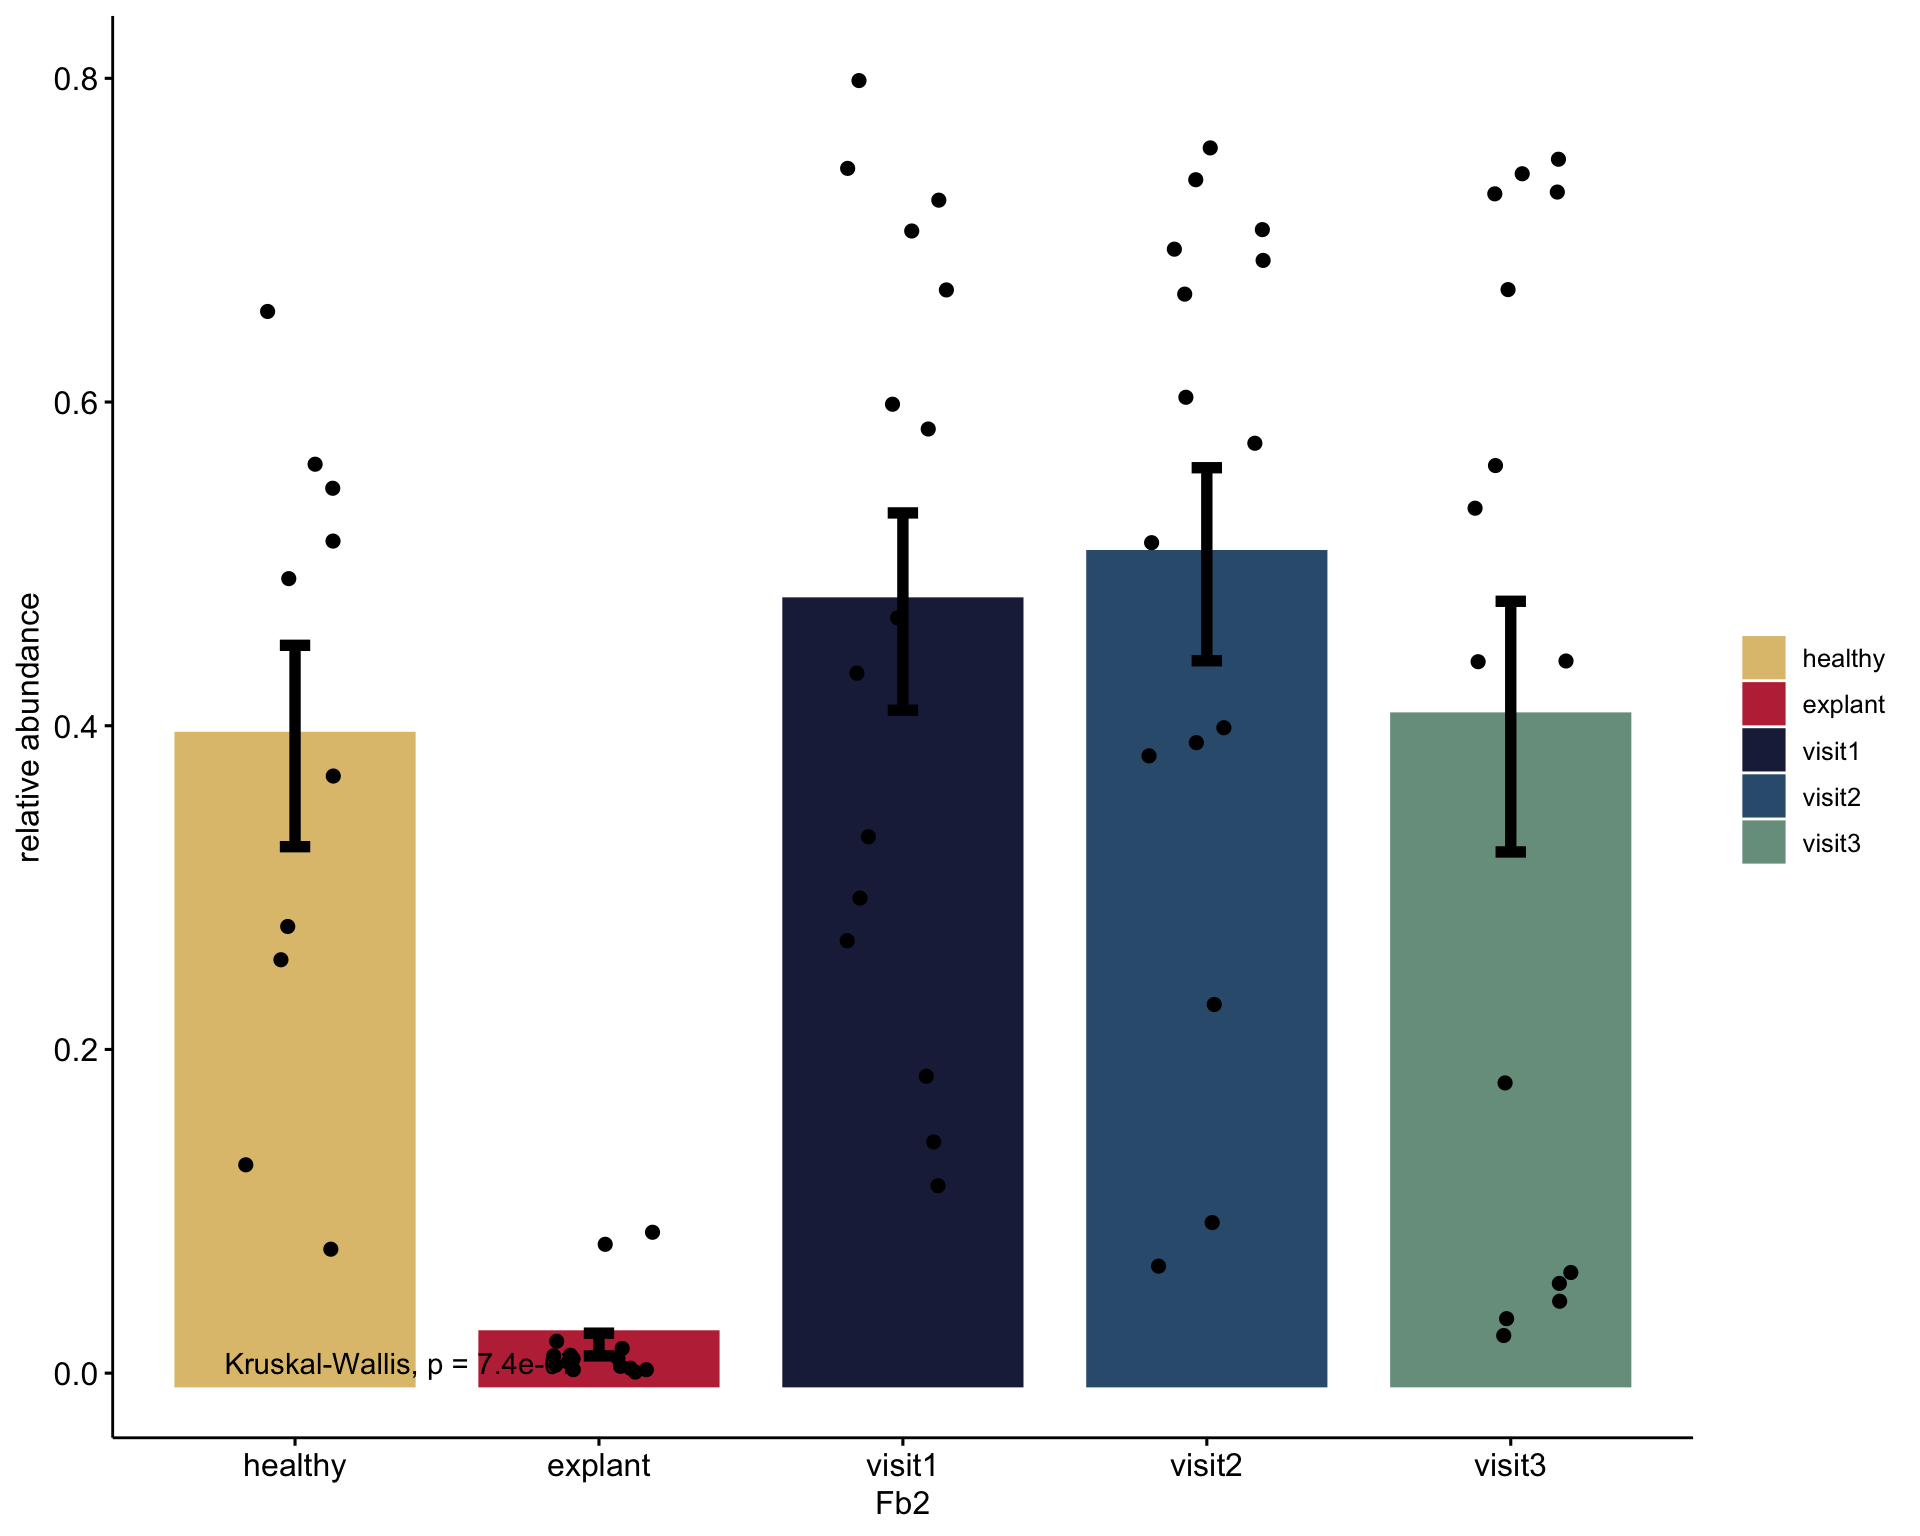 0.8
0.6
0.4
0.2
0.0
relative abundance
Kruskal-Wallis, p = 7.4e-
healthy
explant
visit1
visit2
visit3
Fb2
healthy
explant
visit1
visit2
visit3